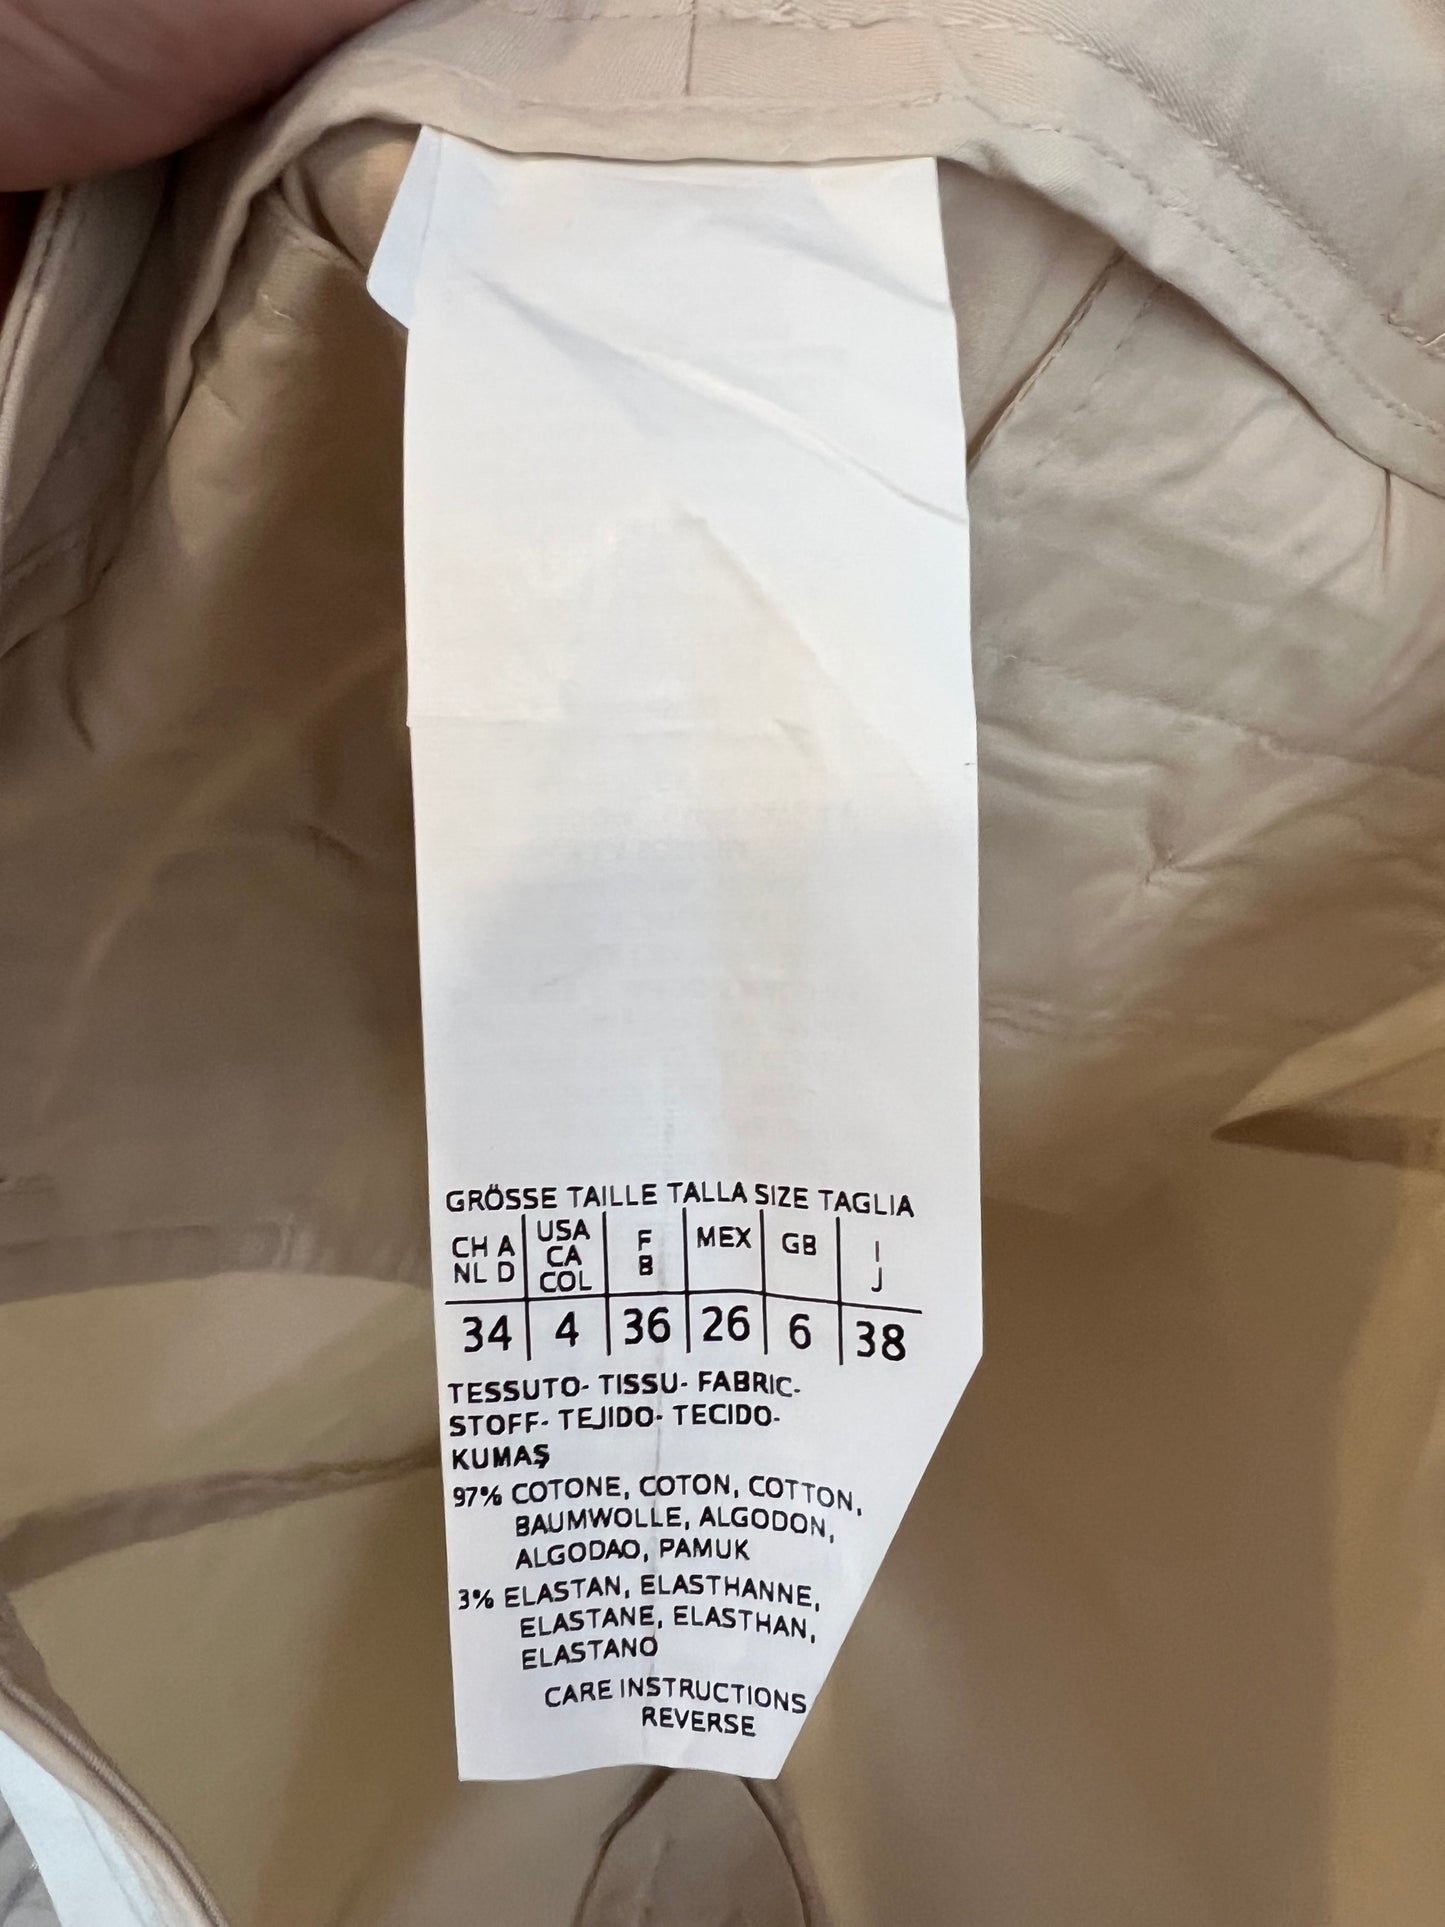 GRÖSSE TAILLE TALLA SIZE TAGLIA
CH A NL D | USA CA COL | F B | MEX | GB | I J
34 | 4 | 36 | 26 | 6 | 38
TESSUTO- TISSU- FABRIC-
STOFF- TEJIDO- TECIDO-
KUMAŞ
97% COTONE, COTON, COTTON,
BAUMWOLLE, ALGODON,
ALGODAO, PAMUK
3% ELASTAN, ELASTHANNE,
ELASTANE, ELASTHAN,
ELASTANO
CARE INSTRUCTIONS
REVERSE